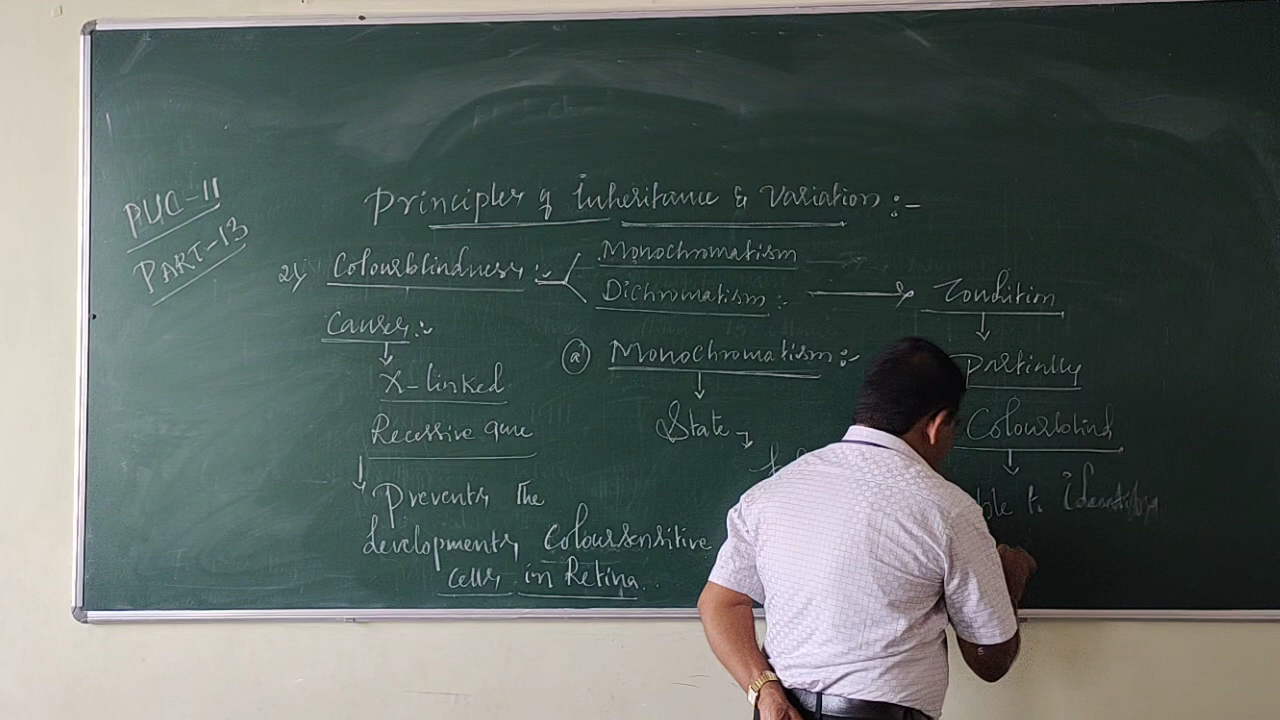 PUC-II
PART-13
Principles of Inheritance & Variation :-
2) Colourblindness :-
Monochromatism
Dichromatism :-
Condition
Partially
Colourblind
to Identify
Causes :-
X-linked
Recessive gene
Prevents the
developments, Coloursensitive
cells in Retina.
(a) Monochromatism :-
State